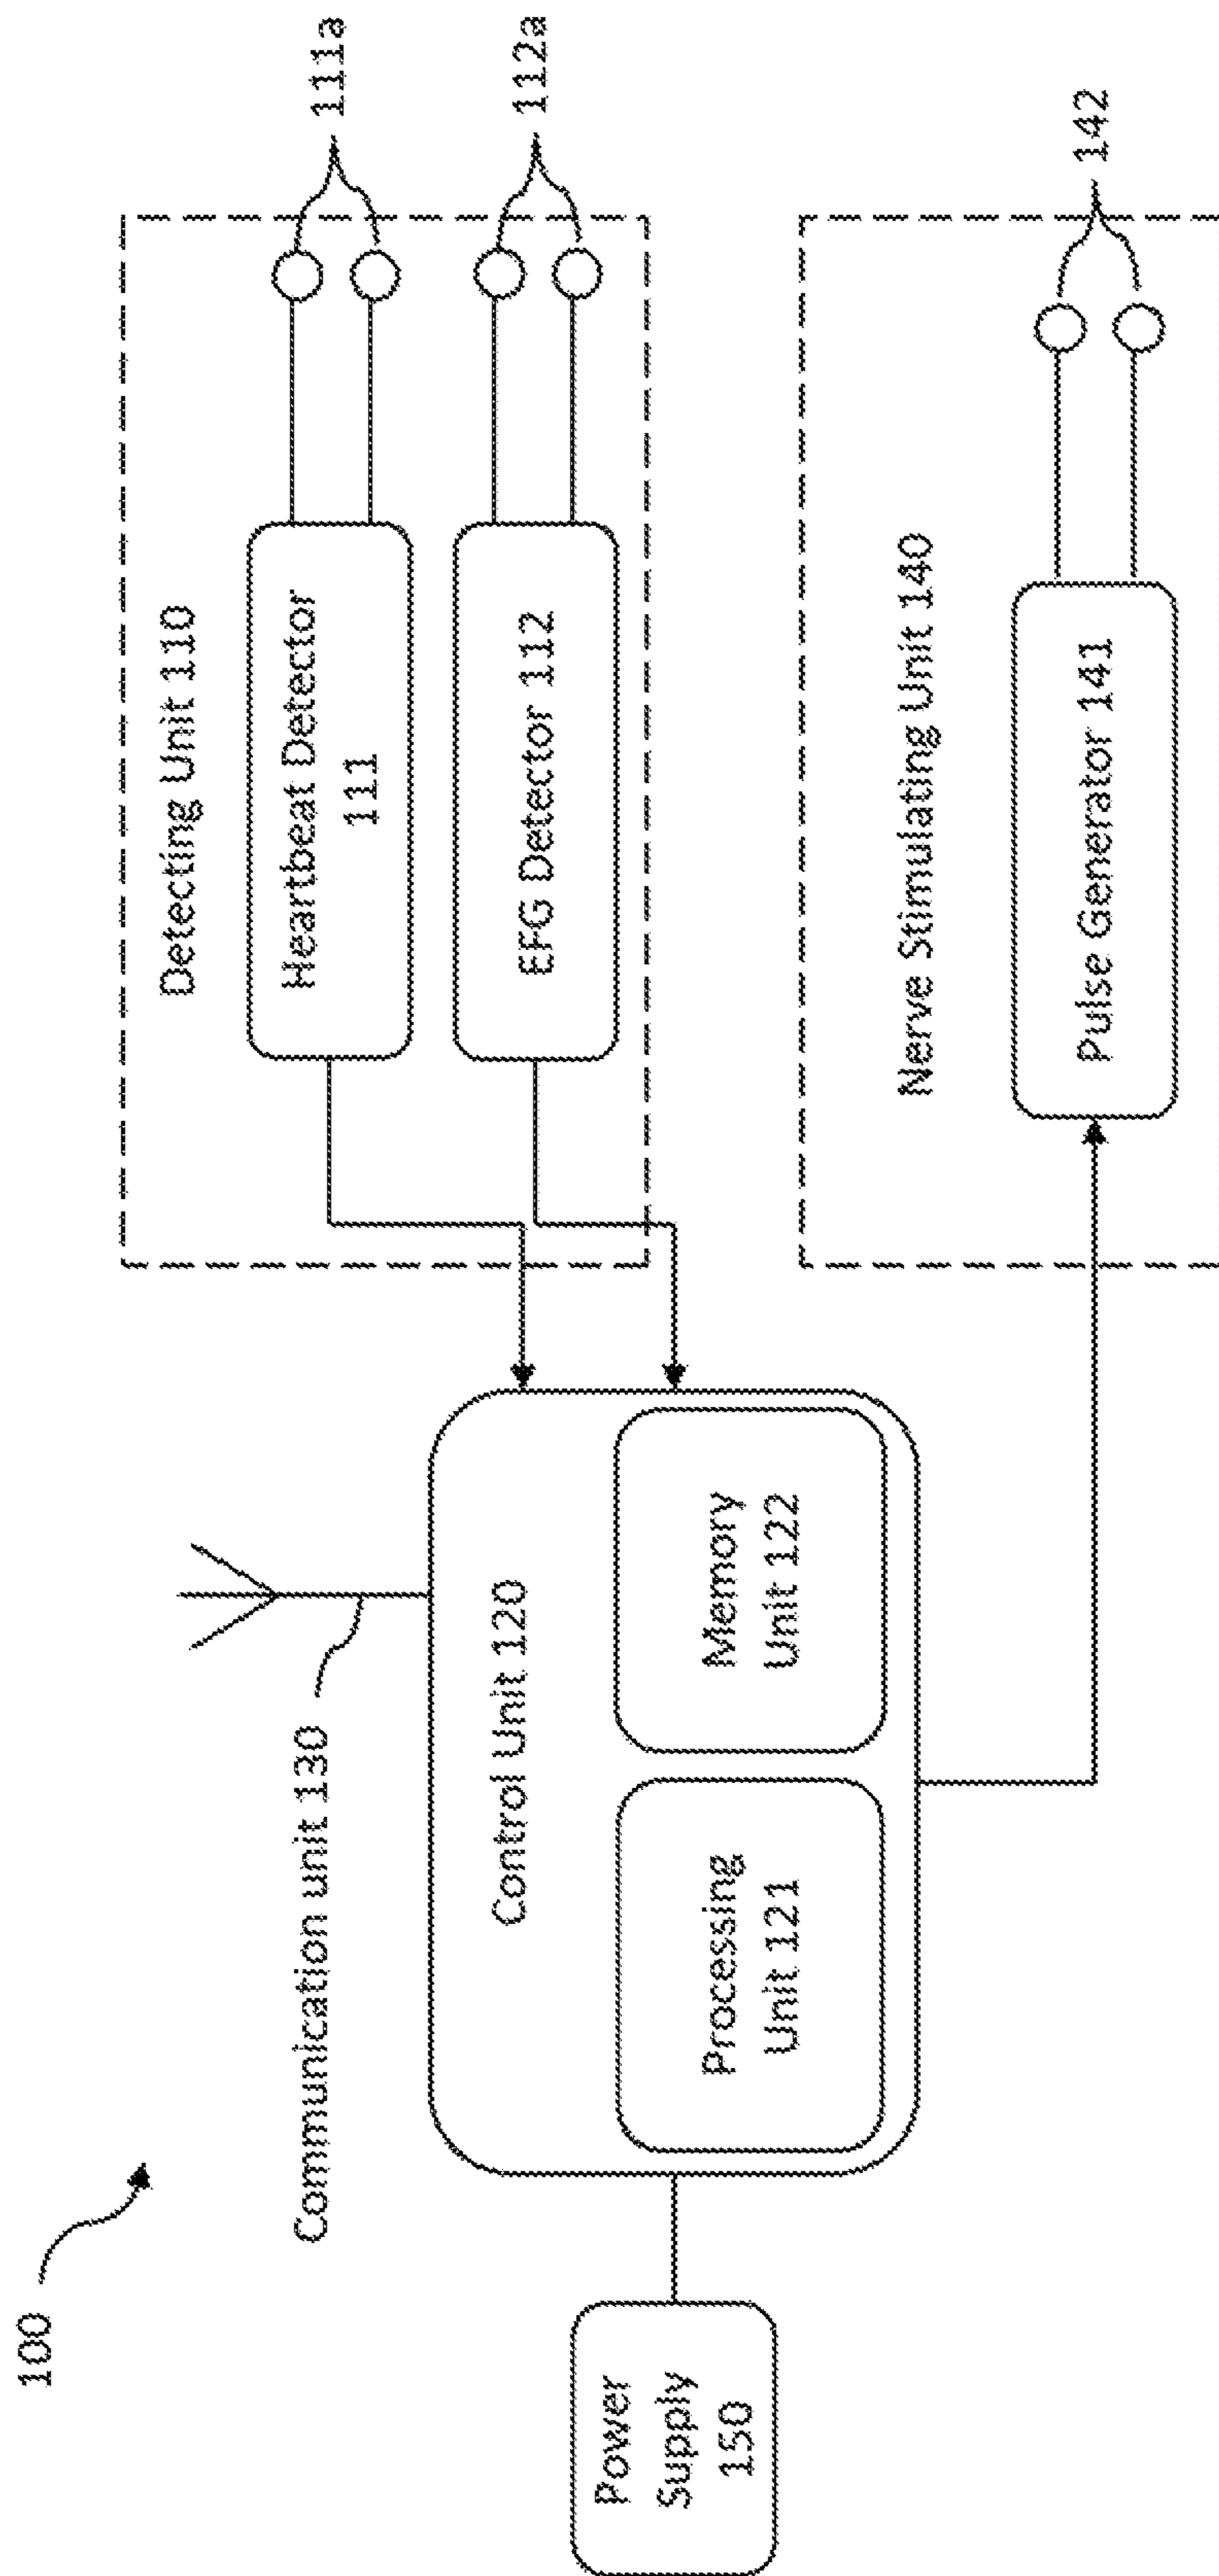 100
Communication unit 130
Detecting Unit 110
Heartbeat Detector
111
111a
EFG Detector 112
112a
Control Unit 120
Processing
Unit 121
Memory
Unit 122
Power
Supply
150
Nerve Stimulating Unit 140
Pulse Generator 141
142